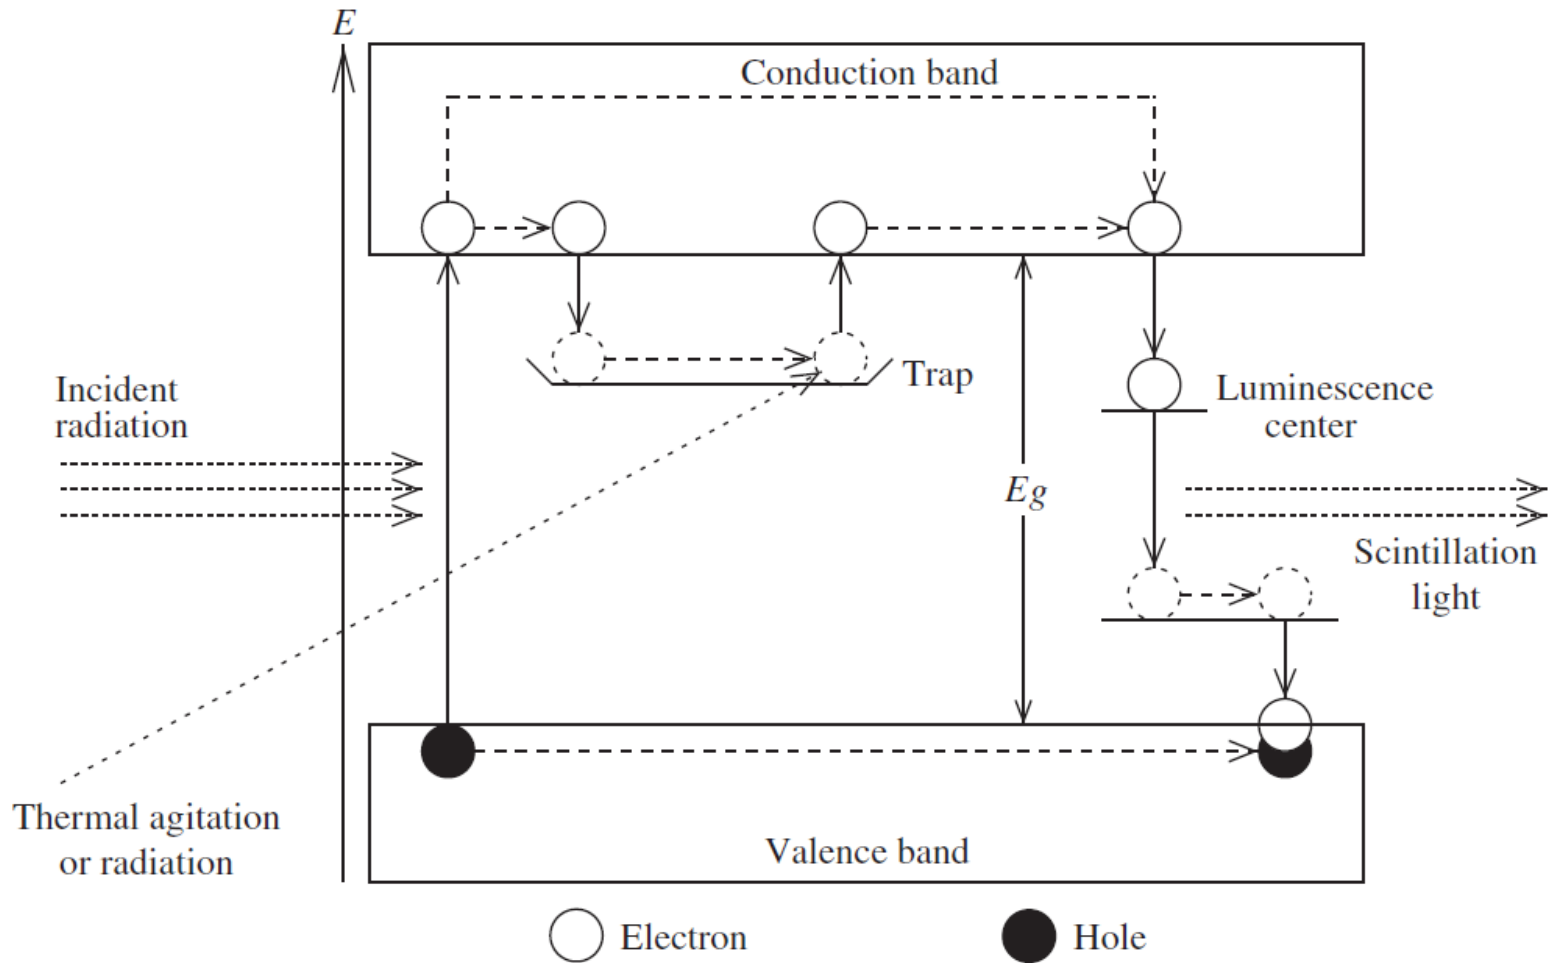 E
Conduction band
Trap
Incident
radiation
Luminescence
center
Eg
Scintillation
light
Thermal agitation
or radiation
Valence band
Electron
Hole